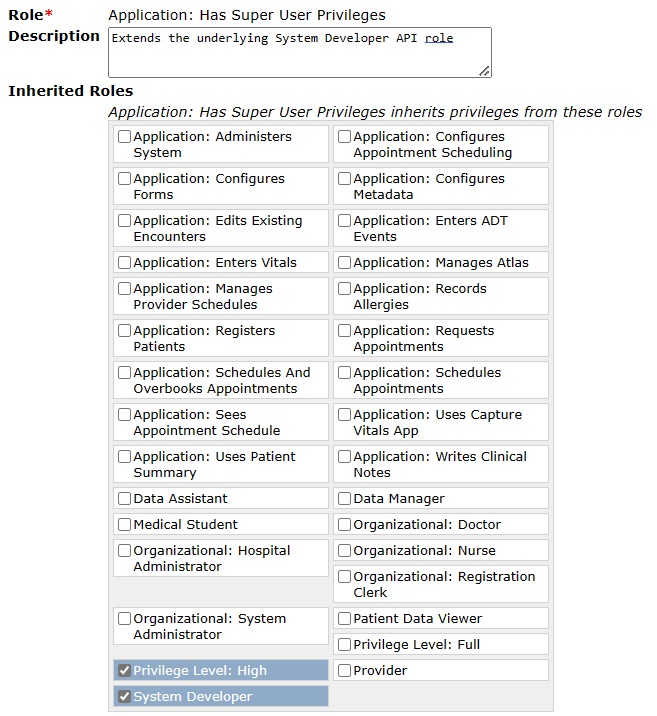 Role* Application: Has Super User Privileges
Description Extends the underlying System Developer API role
Inherited Roles
Application: Has Super User Privileges inherits privileges from these roles
Application: Administers
System
Application: Configures
Appointment Scheduling
Application: Configures
Forms
Application: Configures
Metadata
Application: Edits Existing
Encounters
Application: Enters ADT
Events
Application: Enters Vitals
Application: Manages Atlas
Application: Manages
Provider Schedules
Application: Records
Allergies
Application: Registers
Patients
Application: Requests
Appointments
Application: Schedules And
Overbooks Appointments
Application: Schedules
Appointments
Application: Sees
Appointment Schedule
Application: Uses Capture
Vitals App
Application: Uses Patient
Summary
Application: Writes Clinical
Notes
Data Assistant
Data Manager
Medical Student
Organizational: Doctor
Organizational: Hospital
Administrator
Organizational: Nurse
Organizational: Registration
Clerk
Organizational: System
Administrator
Patient Data Viewer
Privilege Level: Full
Privilege Level: High
Provider
System Developer